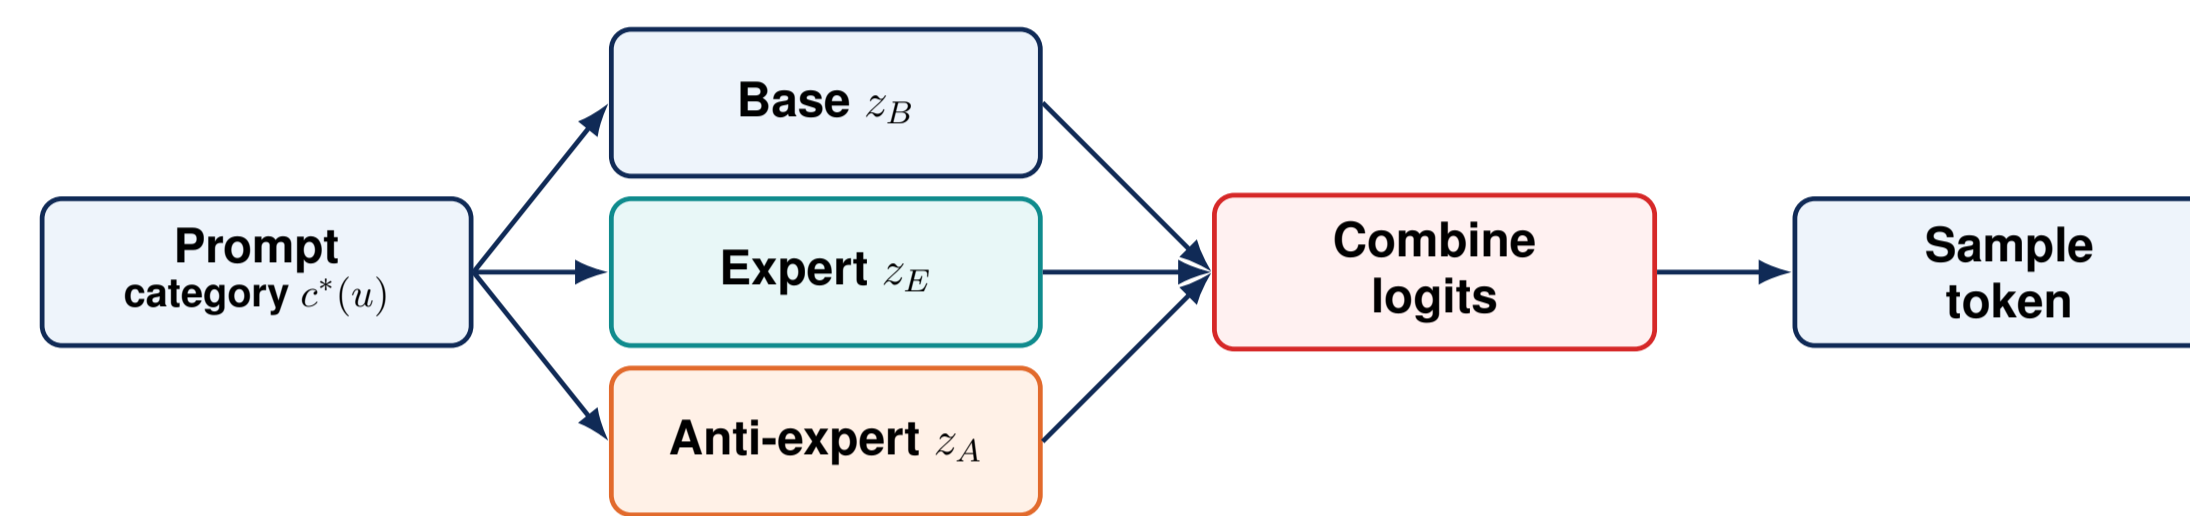 Prompt
category c*(u)
Base z_B
Expert z_E
Anti-expert z_A
Combine
logits
Sample
token